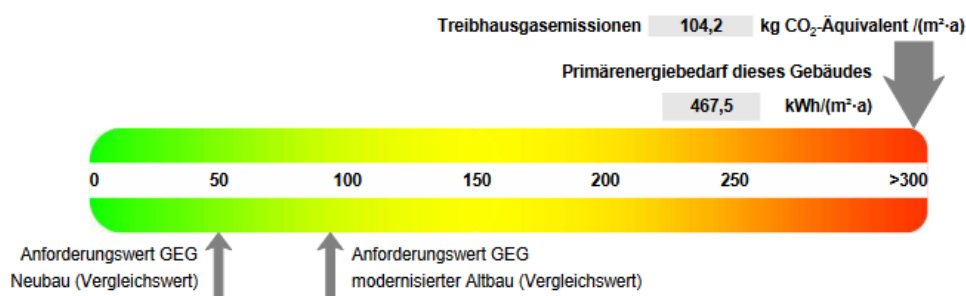 Treibhausgasemissionen 104,2 kg CO₂-Äquivalent /(m²·a)
Primärenergiebedarf dieses Gebäudes
467,5 kWh/(m²·a)
0 50 100 150 200 250 >300
Anforderungswert GEG
Neubau (Vergleichswert)
Anforderungswert GEG
modernisierter Altbau (Vergleichswert)